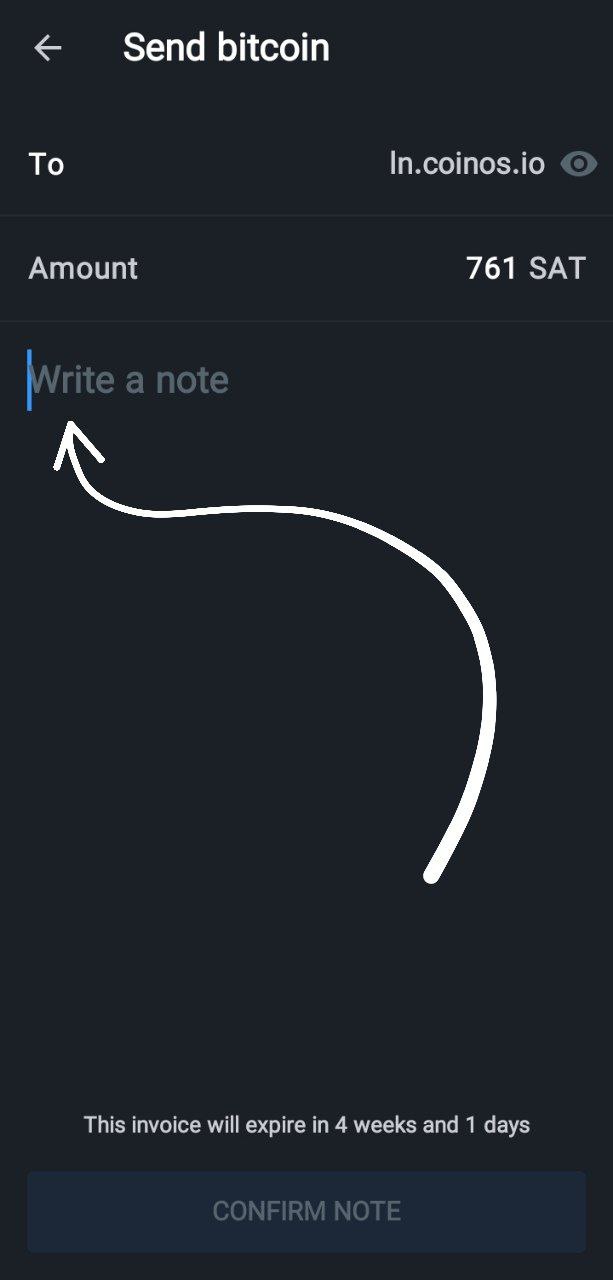 Send bitcoin
To ln.coinos.io
Amount 761 SAT
Write a note
This invoice will expire in 4 weeks and 1 days
CONFIRM NOTE